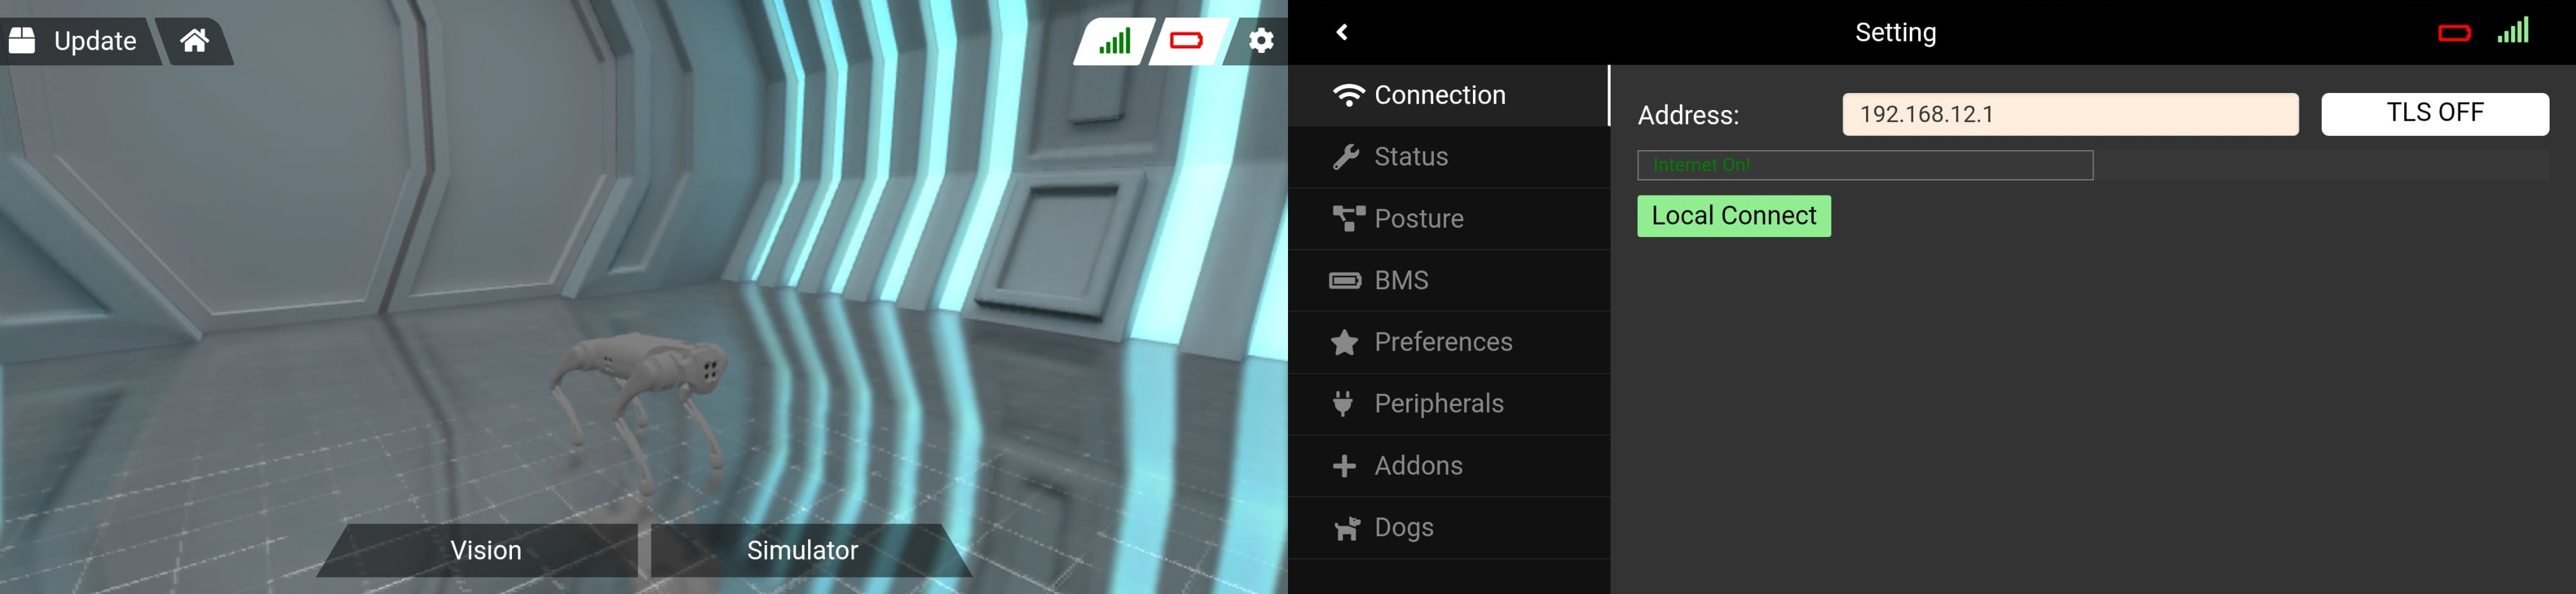 Update
Vision
Simulator
Setting
Connection
Status
Posture
BMS
Preferences
Peripherals
Addons
Dogs
Address:
192.168.12.1
TLS OFF
Internet On!
Local Connect